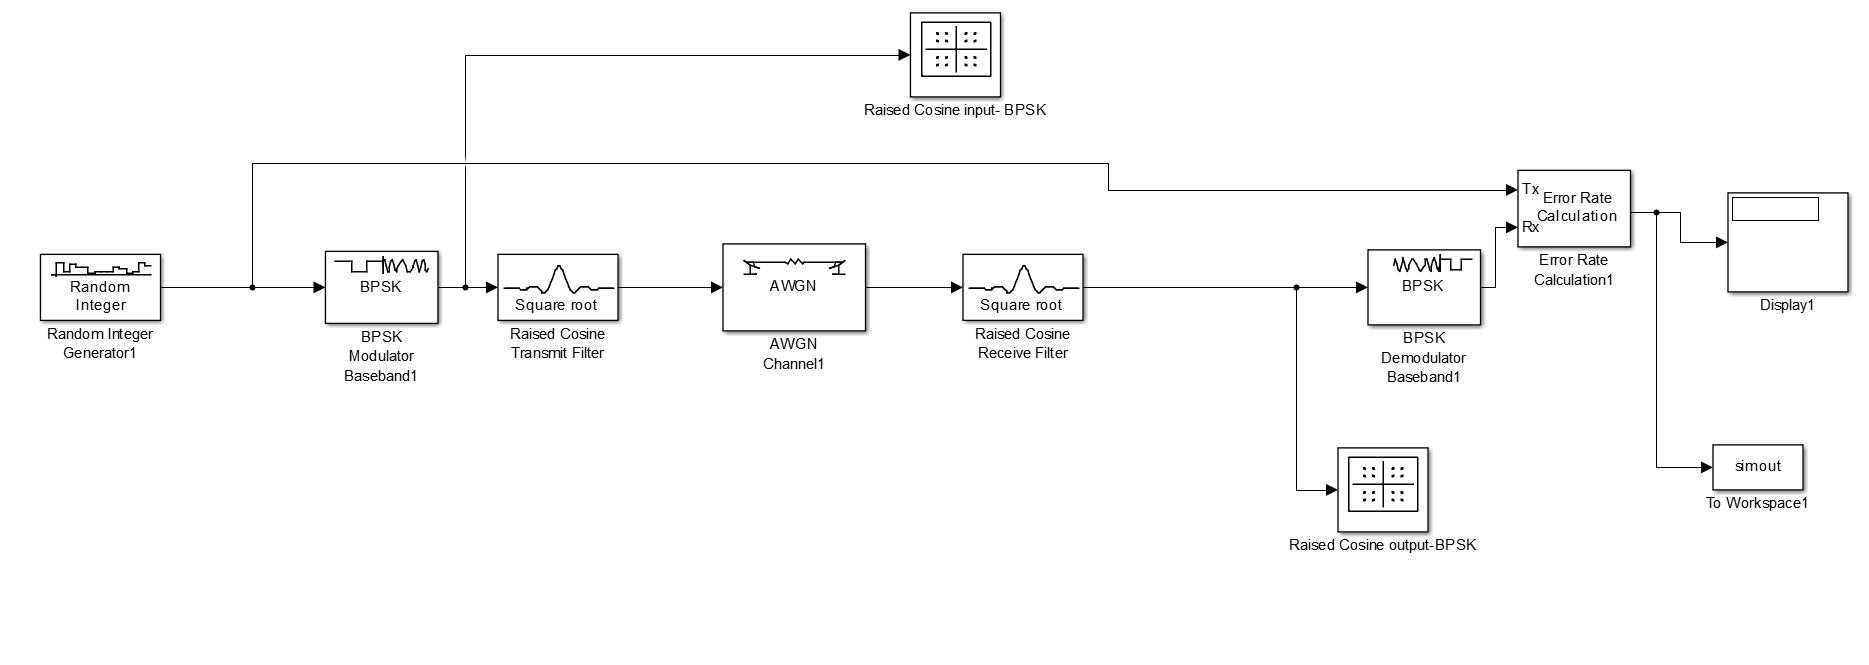 Raised Cosine input- BPSK
Tx
Error Rate
Calculation
Rx
Random
Integer
BPSK
Square root
AWGN
Square root
BPSK
Error Rate
Calculation1
Display1
Random Integer
Generator1
BPSK
Modulator
Baseband1
Raised Cosine
Transmit Filter
AWGN
Channel1
Raised Cosine
Receive Filter
BPSK
Demodulator
Baseband1
simout
To Workspace1
Raised Cosine output-BPSK